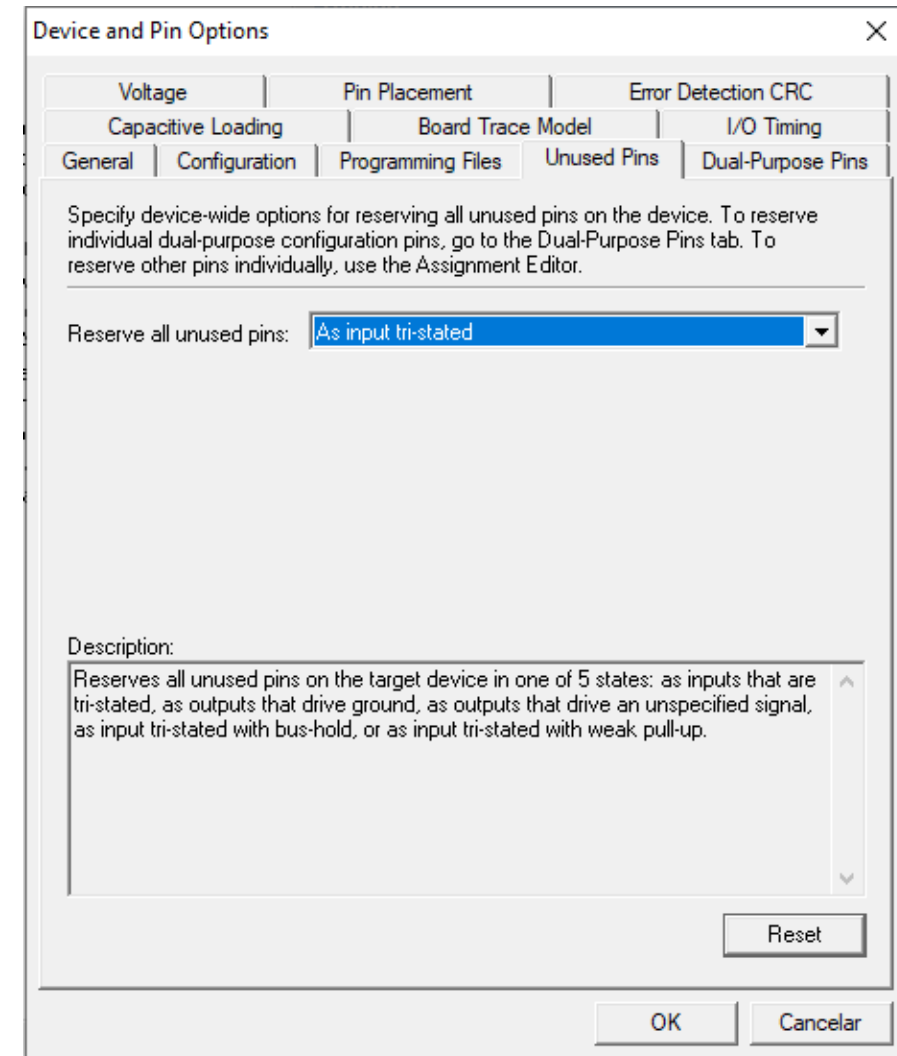 Device and Pin Options
Voltage
Pin Placement
Error Detection CRC
Capacitive Loading
Board Trace Model
I/O Timing
General
Configuration
Programming Files
Unused Pins
Dual-Purpose Pins
Specify device-wide options for reserving all unused pins on the device. To reserve
individual dual-purpose configuration pins, go to the Dual-Purpose Pins tab. To
reserve other pins individually, use the Assignment Editor.
Reserve all unused pins: As input tri-stated
Description:
Reserves all unused pins on the target device in one of 5 states: as inputs that are
tri-stated, as outputs that drive ground, as outputs that drive an unspecified signal,
as input tri-stated with bus-hold, or as input tri-stated with weak pull-up.
Reset
OK
Cancelar